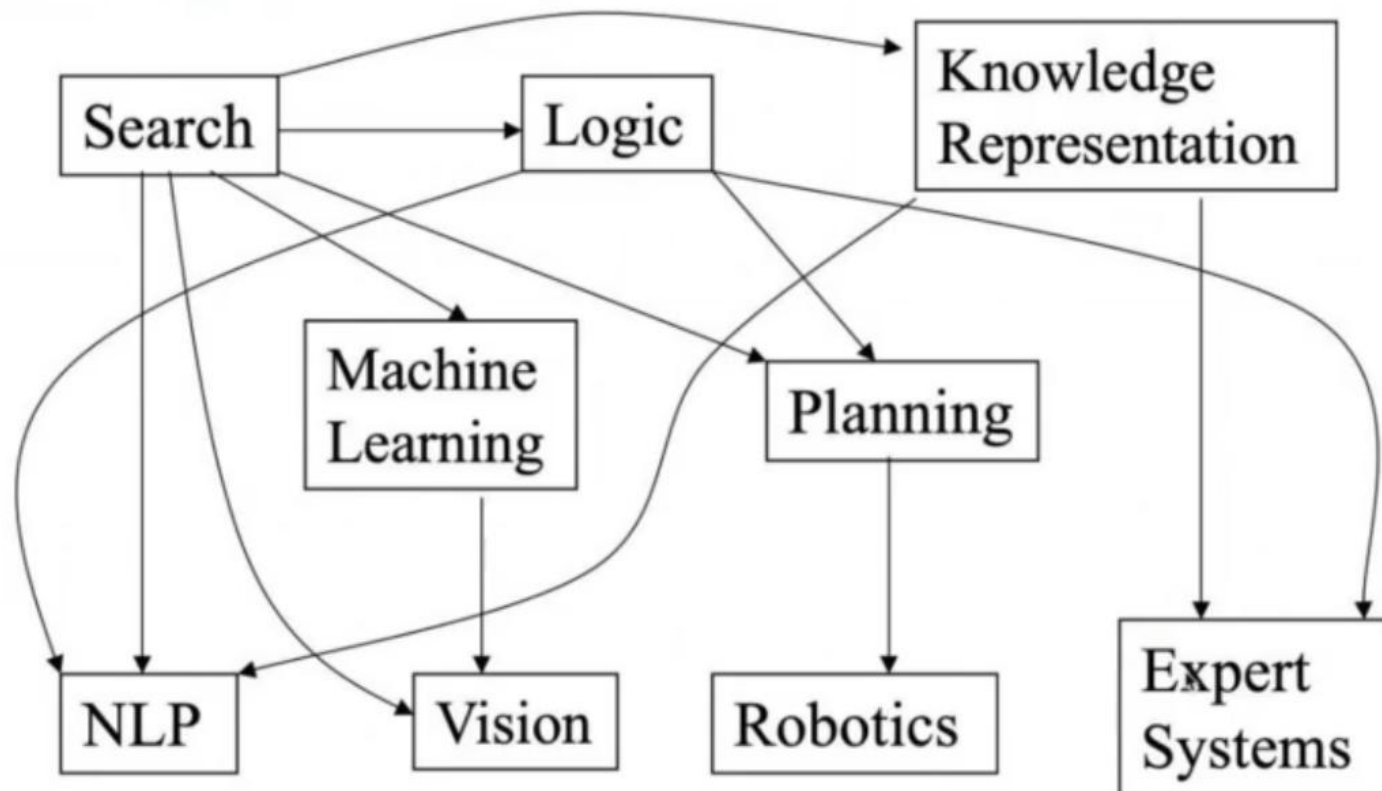 Search
Logic
Knowledge
Representation
Machine
Learning
Planning
NLP
Vision
Robotics
Expert
Systems